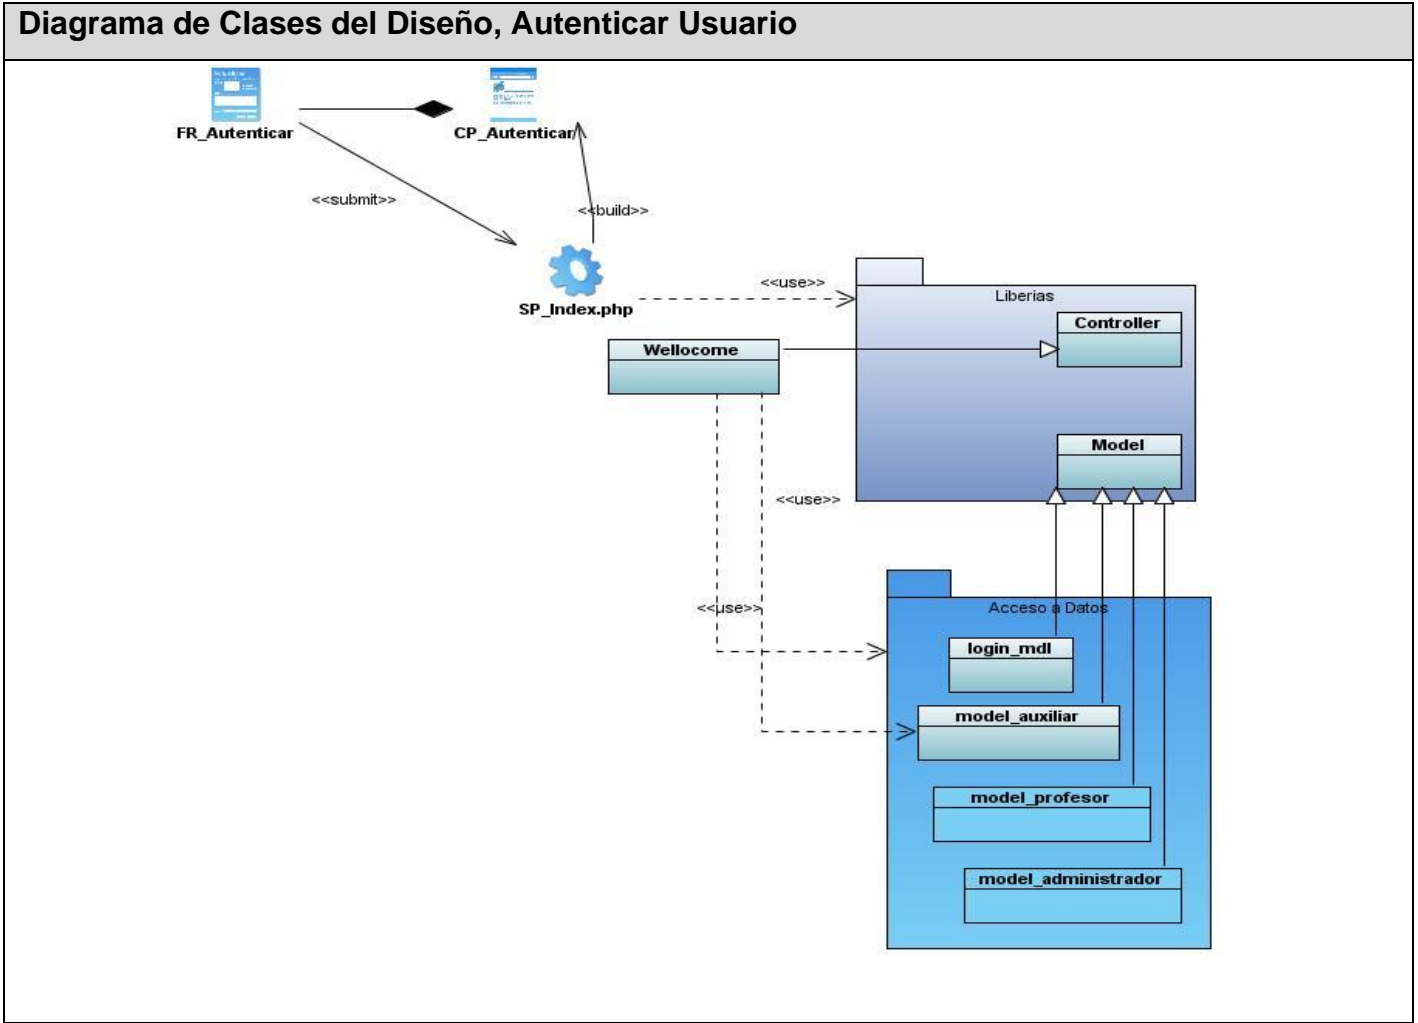 Diagrama de Clases del Diseño, Autenticar Usuario
FR_Autenticar
CP_Autenticar
<<submit>>
<<build>>
SP_Index.php
<<use>>
Liberias
Controller
Wellocome
Model
<<use>>
<<use>>
Acceso a Datos
login_mdl
model_auxiliar
model_profesor
model_administrador